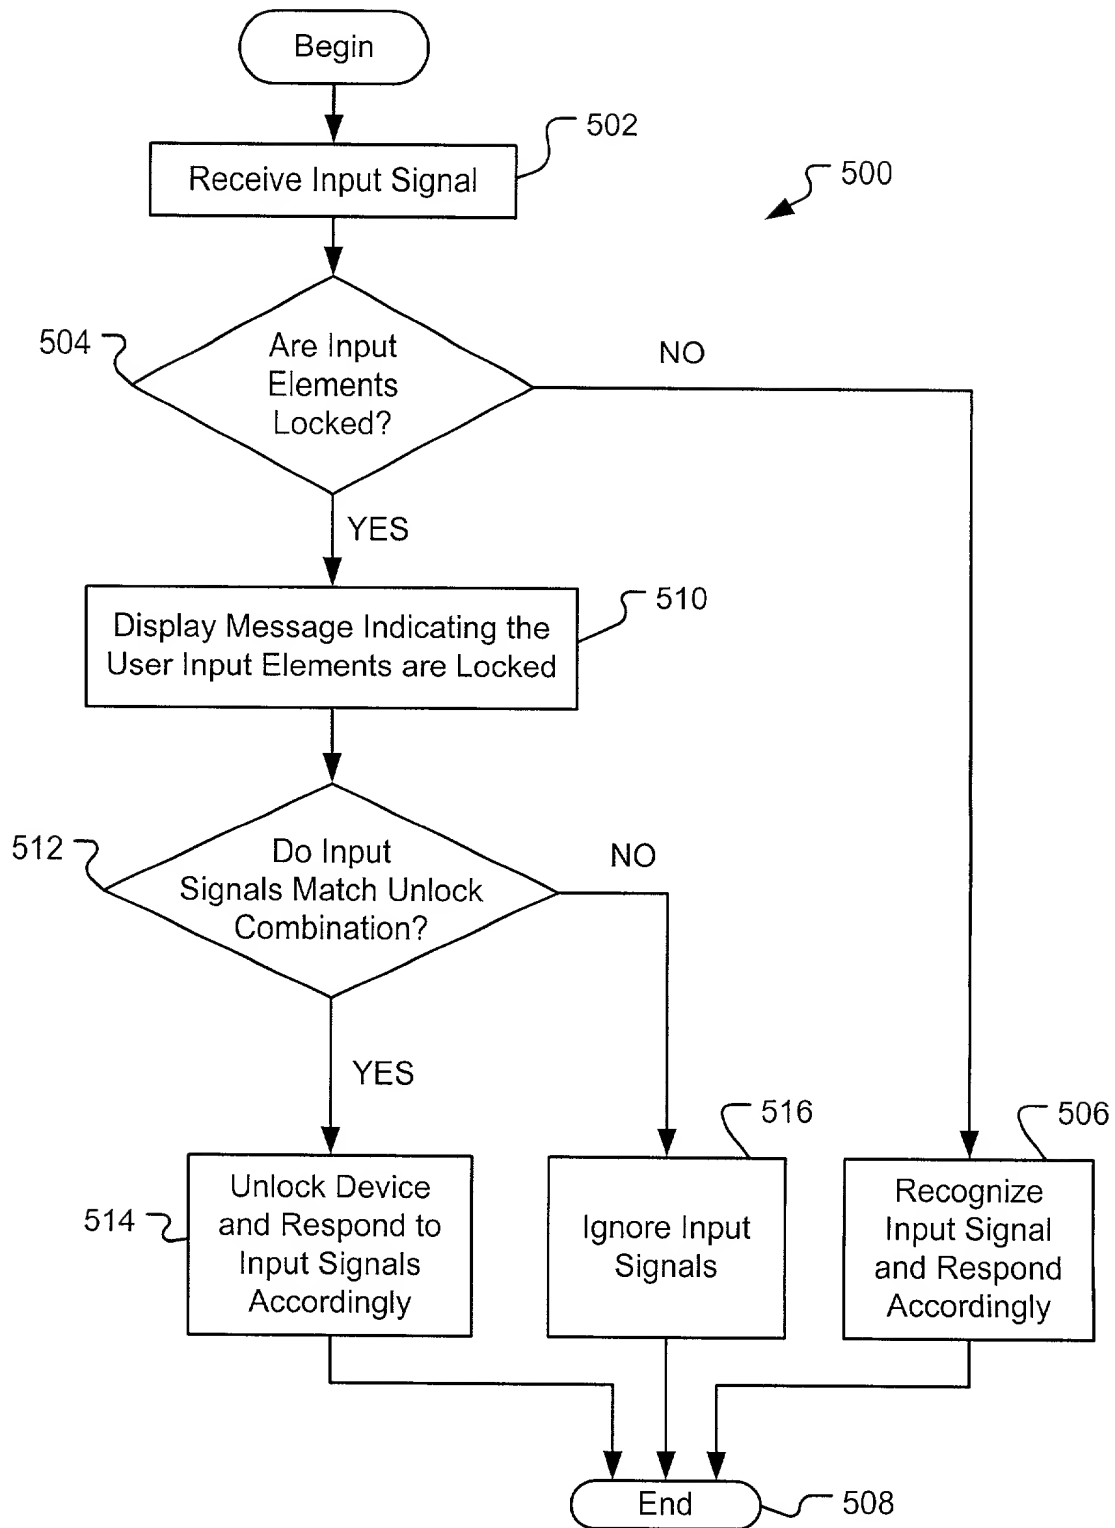 Begin
502
Receive Input Signal
500
504
Are Input
Elements
Locked?
NO
YES
510
Display Message Indicating the
User Input Elements are Locked
512
Do Input
Signals Match Unlock
Combination?
NO
YES
514
Unlock Device
and Respond to
Input Signals
Accordingly
516
Ignore Input
Signals
506
Recognize
Input Signal
and Respond
Accordingly
End
508